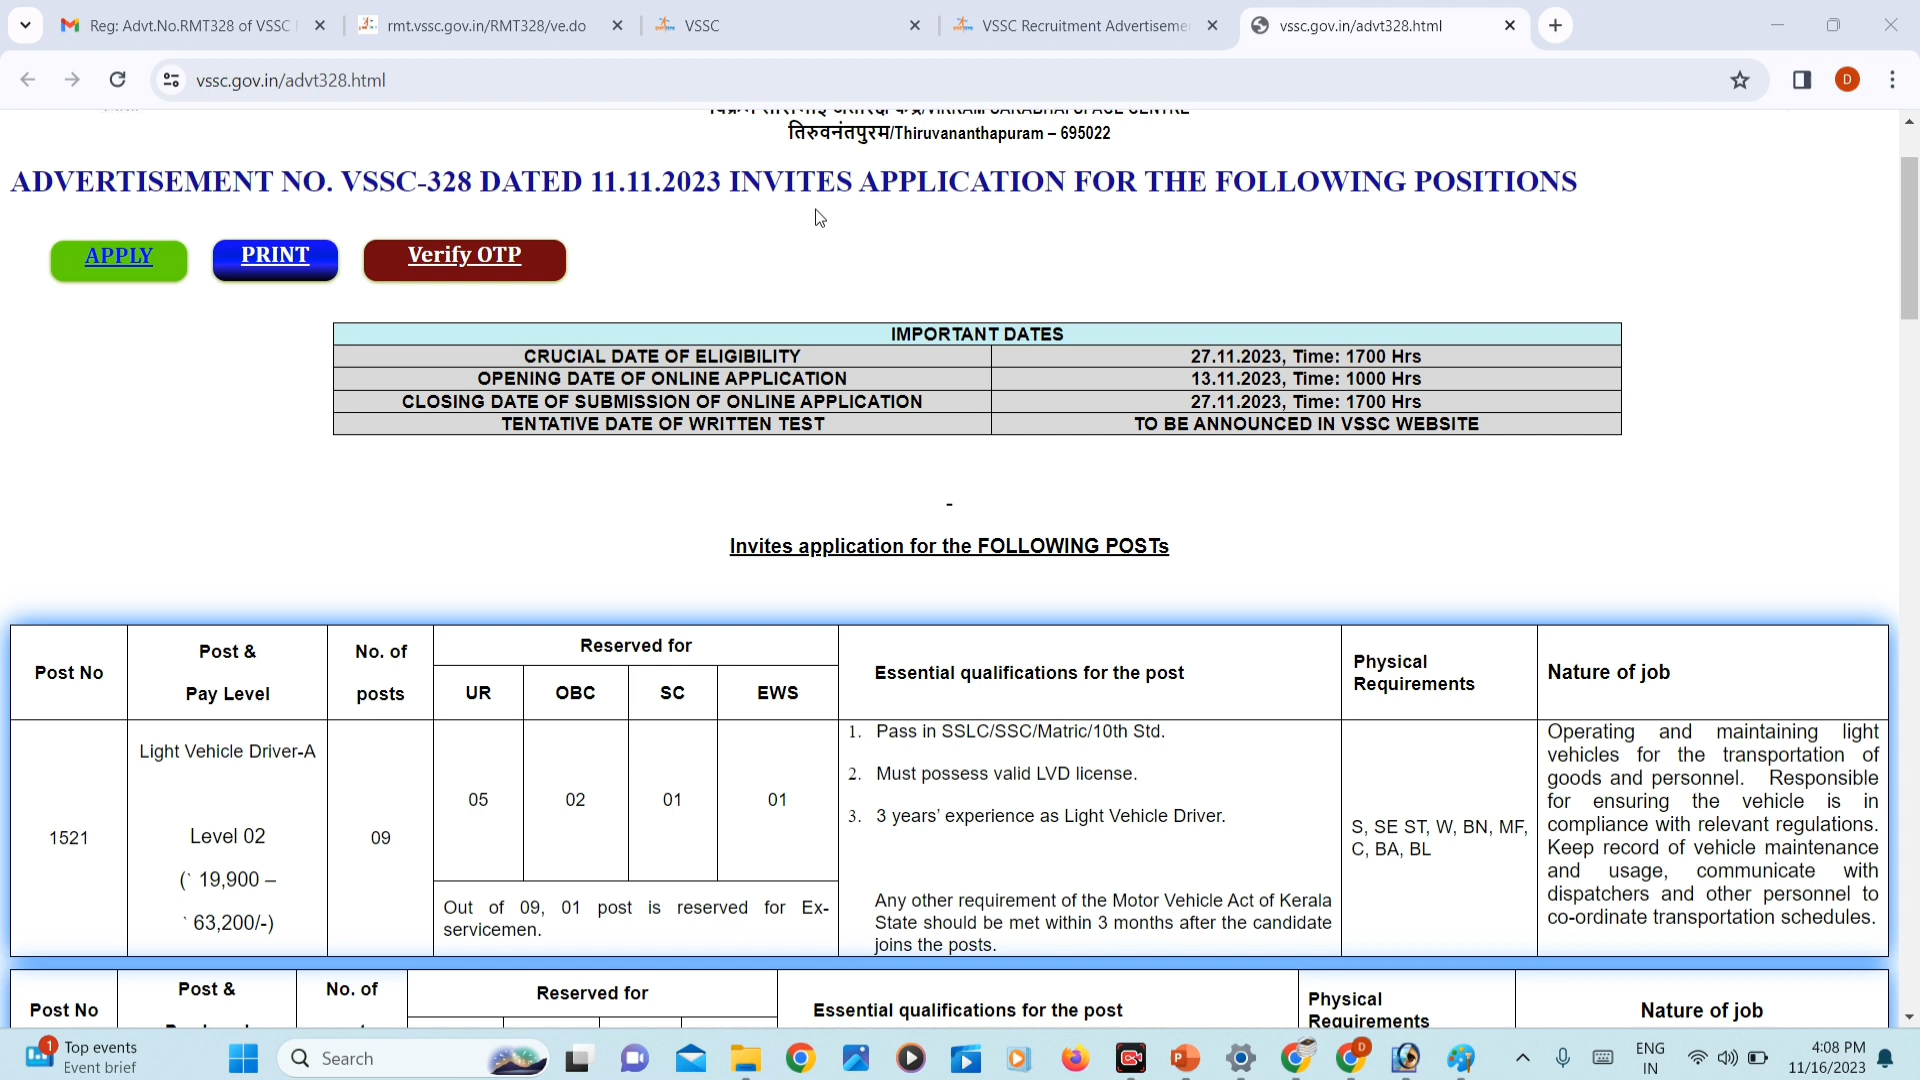 Reg: Advt.No.RMT328 of VSSC
rmt.vssc.gov.in/RMT328/ve.do
VSSC
VSSC Recruitment Advertiseme
vssc.gov.in/advt328.html
vssc.gov.in/advt328.html
D
तिरुवनंतपुरम/Thiruvananthapuram – 695022
ADVERTISEMENT NO. VSSC-328 DATED 11.11.2023 INVITES APPLICATION FOR THE FOLLOWING POSITIONS
APPLY PRINT Verify OTP
IMPORTANT DATES
CRUCIAL DATE OF ELIGIBILITY 27.11.2023, Time: 1700 Hrs
OPENING DATE OF ONLINE APPLICATION 13.11.2023, Time: 1000 Hrs
CLOSING DATE OF SUBMISSION OF ONLINE APPLICATION 27.11.2023, Time: 1700 Hrs
TENTATIVE DATE OF WRITTEN TEST TO BE ANNOUNCED IN VSSC WEBSITE
-
Invites application for the FOLLOWING POSTs
Post No
Post &
Pay Level
No. of
posts
Reserved for
UR OBC SC EWS
Essential qualifications for the post
Physical
Requirements
Nature of job
1521
Light Vehicle Driver-A
Level 02
(` 19,900 –
` 63,200/-)
09
05 02 01 01
Out of 09, 01 post is reserved for Ex-
servicemen.
1. Pass in SSLC/SSC/Matric/10th Std.
2. Must possess valid LVD license.
3. 3 years’ experience as Light Vehicle Driver.
Any other requirement of the Motor Vehicle Act of Kerala
State should be met within 3 months after the candidate
joins the posts.
S, SE ST, W, BN, MF,
C, BA, BL
Operating and maintaining light
vehicles for the transportation of
goods and personnel. Responsible
for ensuring the vehicle is in
compliance with relevant regulations.
Keep record of vehicle maintenance
and usage, communicate with
dispatchers and other personnel to
co-ordinate transportation schedules.
Post No
Post &
No. of
Reserved for
Essential qualifications for the post
Physical
Requirements
Nature of job
1
Top events
Event brief
Search
D
ENG
IN
4:08 PM
11/16/2023